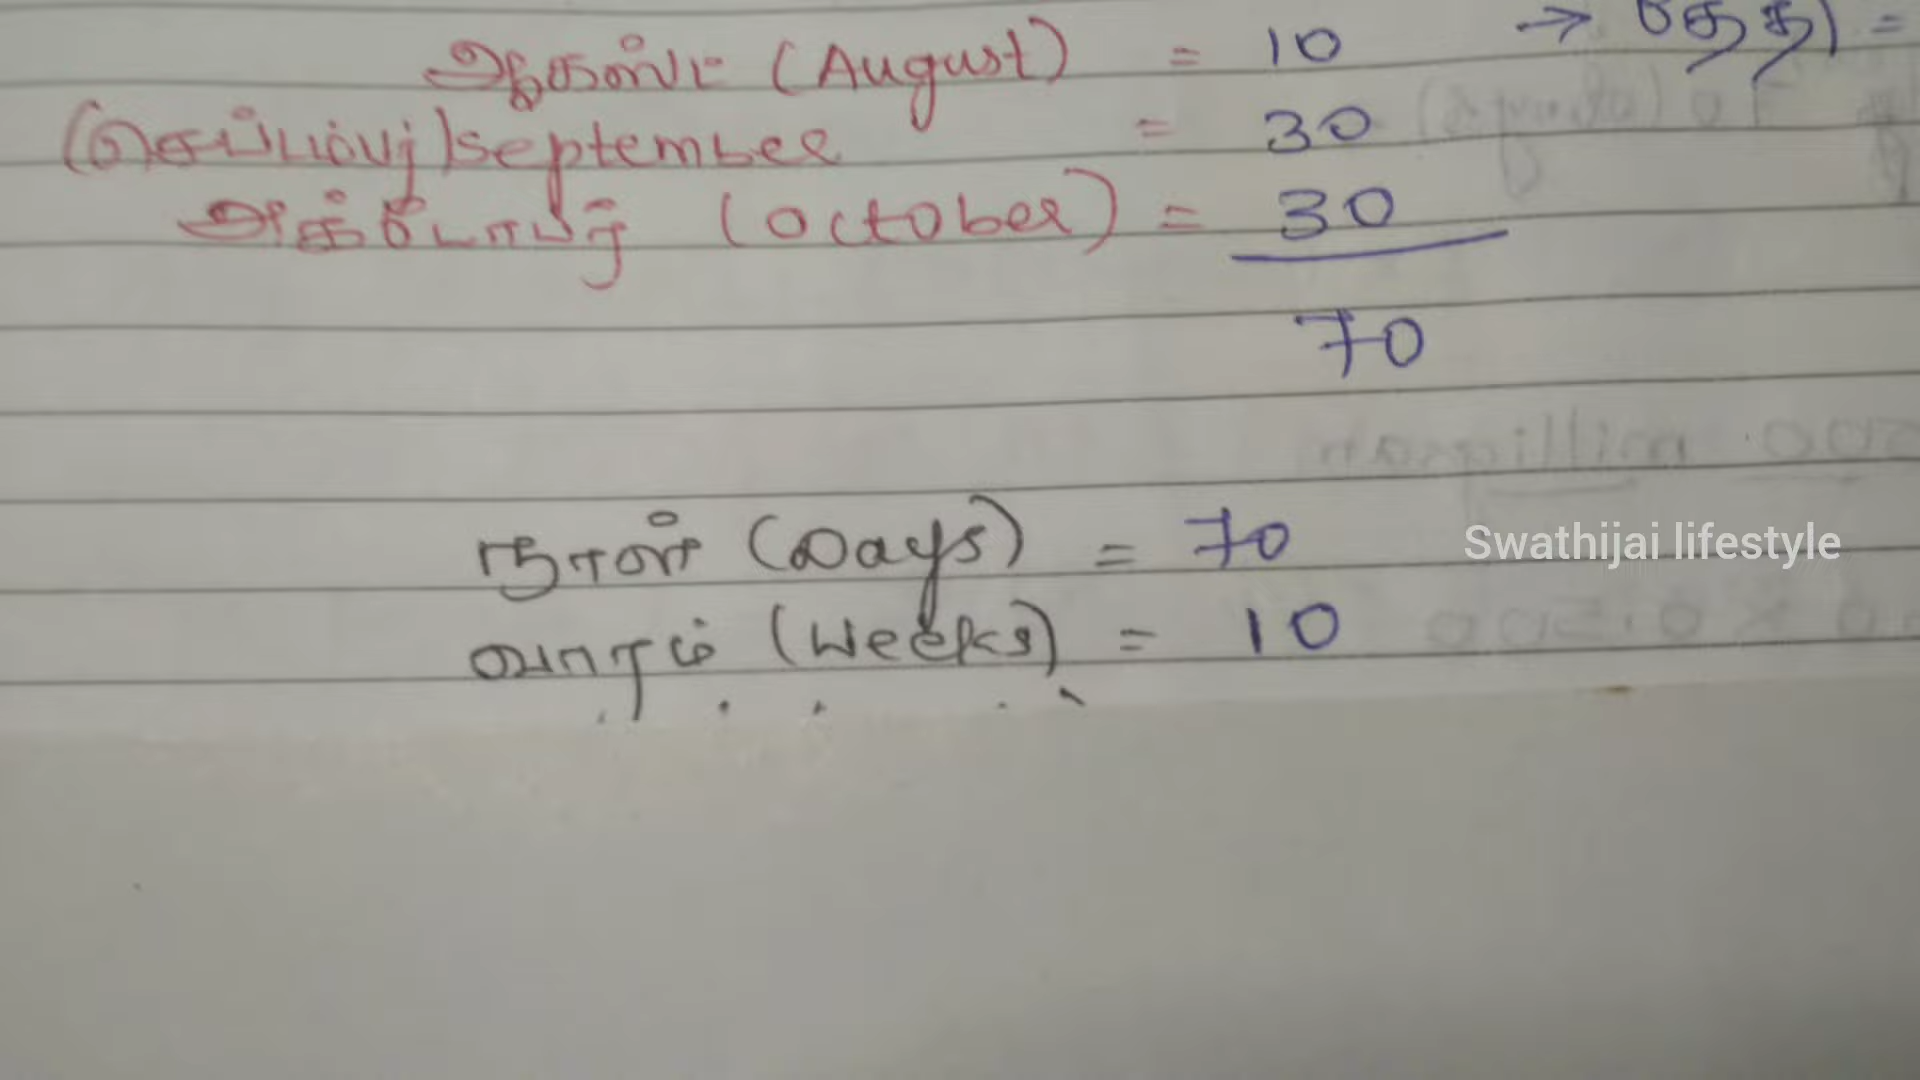 ஆகஸ்ட் (August) = 10 → தேதி =
(செப்டம்பர்) September = 30
அக்டோபர் (October) = 30
70
நாள் (Days) = 70
Swathijai lifestyle
வாரம் (Weeks) = 10